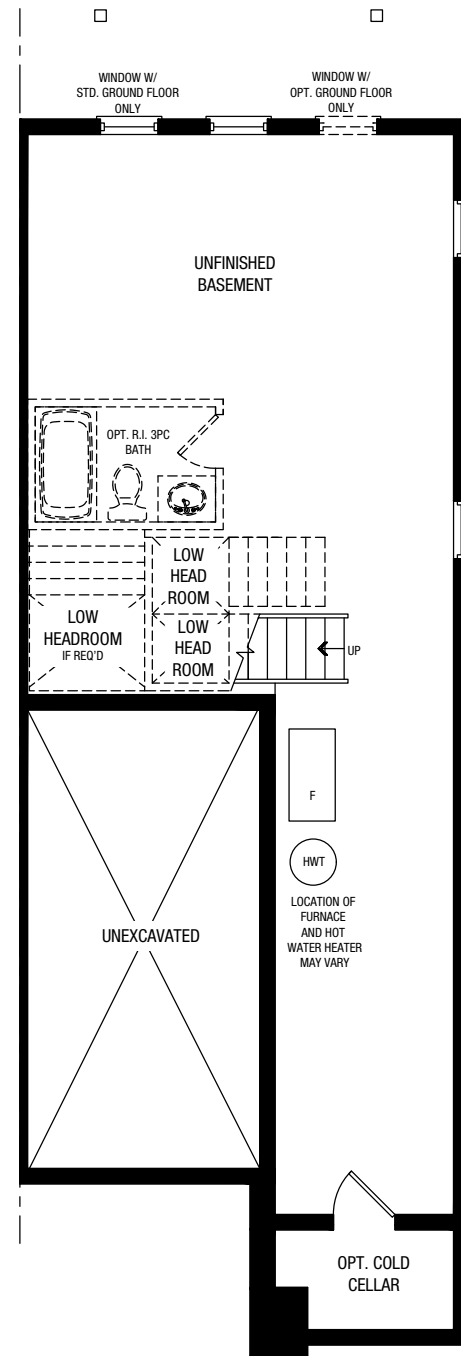 WINDOW W/
STD. GROUND FLOOR
ONLY
WINDOW W/
OPT. GROUND FLOOR
ONLY
UNFINISHED
BASEMENT
OPT. R.I. 3PC
BATH
LOW
HEAD
ROOM
LOW
HEADROOM
IF REQ'D
LOW
HEAD
ROOM
UP
F
HWT
LOCATION OF
FURNACE
AND HOT
WATER HEATER
MAY VARY
UNEXCAVATED
OPT. COLD
CELLAR